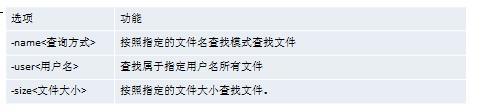 选项 功能
-name<查询方式> 按照指定的文件名查找模式查找文件
-user<用户名> 查找属于指定用户名所有文件
-size<文件大小> 按照指定的文件大小查找文件。